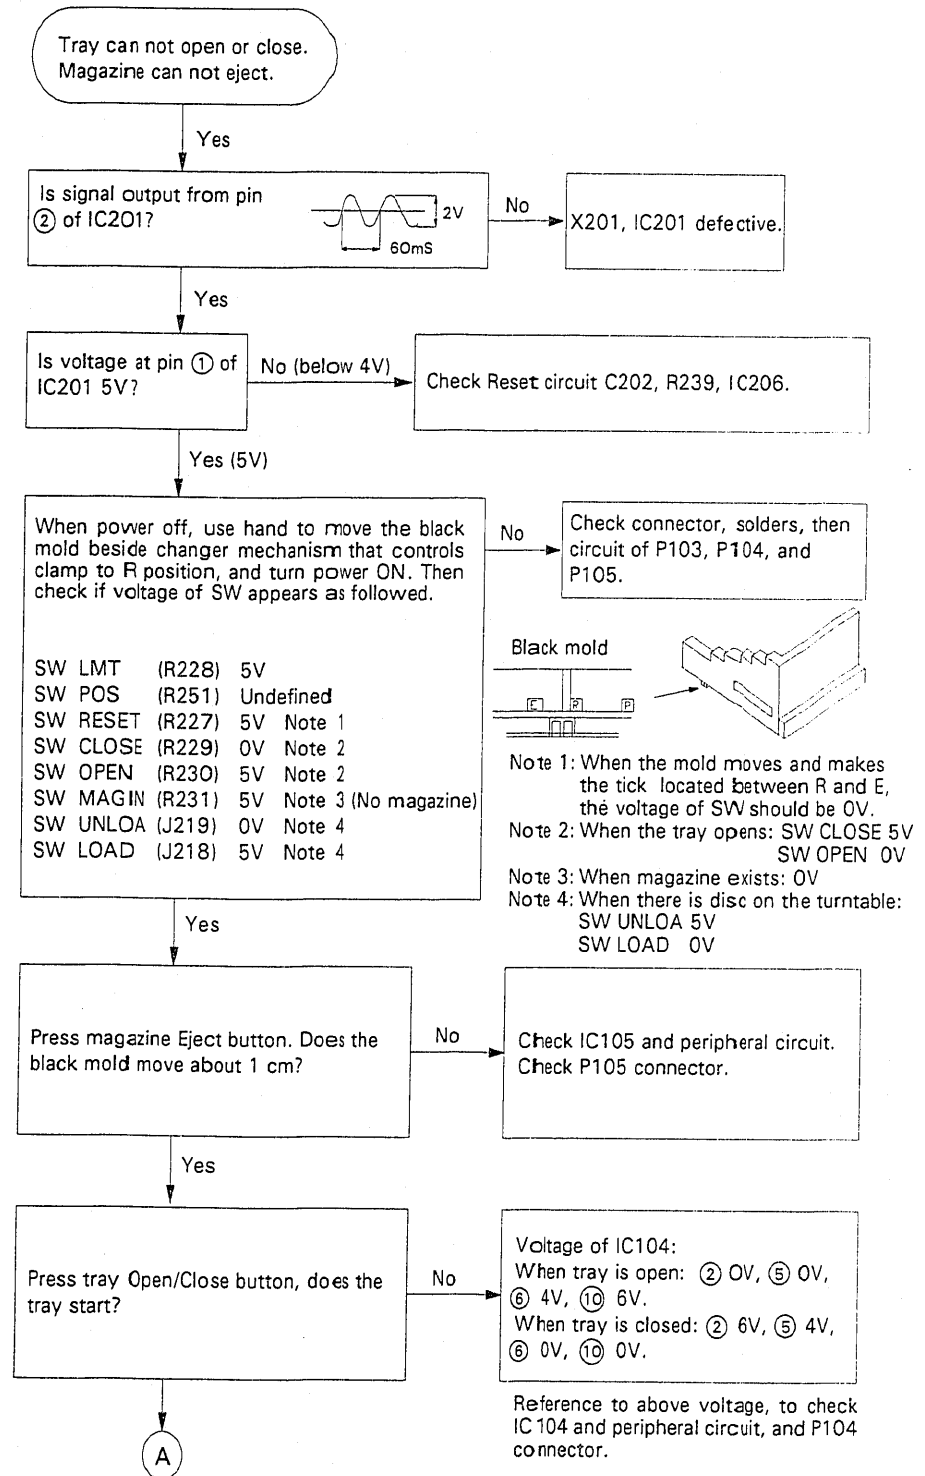 Tray can not open or close.
Magazine can not eject.
Yes
Is signal output from pin
② of IC201?
2V
60mS
No
X201, IC201 defective.
Yes
Is voltage at pin ① of
IC201 5V?
No (below 4V)
Check Reset circuit C202, R239, IC206.
Yes (5V)
When power off, use hand to move the black
mold beside changer mechanism that controls
clamp to R position, and turn power ON. Then
check if voltage of SW appears as followed.
SW LMT (R228) 5V
SW POS (R251) Undefined
SW RESET (R227) 5V Note 1
SW CLOSE (R229) 0V Note 2
SW OPEN (R230) 5V Note 2
SW MAGIN (R231) 5V Note 3 (No magazine)
SW UNLOA (J219) 0V Note 4
SW LOAD (J218) 5V Note 4
No
Check connector, solders, then
circuit of P103, P104, and
P105.
Black mold
E R P
Note 1: When the mold moves and makes
the tick located between R and E,
the voltage of SW should be 0V.
Note 2: When the tray opens: SW CLOSE 5V
SW OPEN 0V
Note 3: When magazine exists: 0V
Note 4: When there is disc on the turntable:
SW UNLOA 5V
SW LOAD 0V
Yes
Press magazine Eject button. Does the
black mold move about 1 cm?
No
Check IC105 and peripheral circuit.
Check P105 connector.
Yes
Press tray Open/Close button, does the
tray start?
No
Voltage of IC104:
When tray is open: ② 0V, ⑤ 0V,
⑥ 4V, ⑩ 6V.
When tray is closed: ② 6V, ⑤ 4V,
⑥ 0V, ⑩ 0V.
Reference to above voltage, to check
IC104 and peripheral circuit, and P104
connector.
A